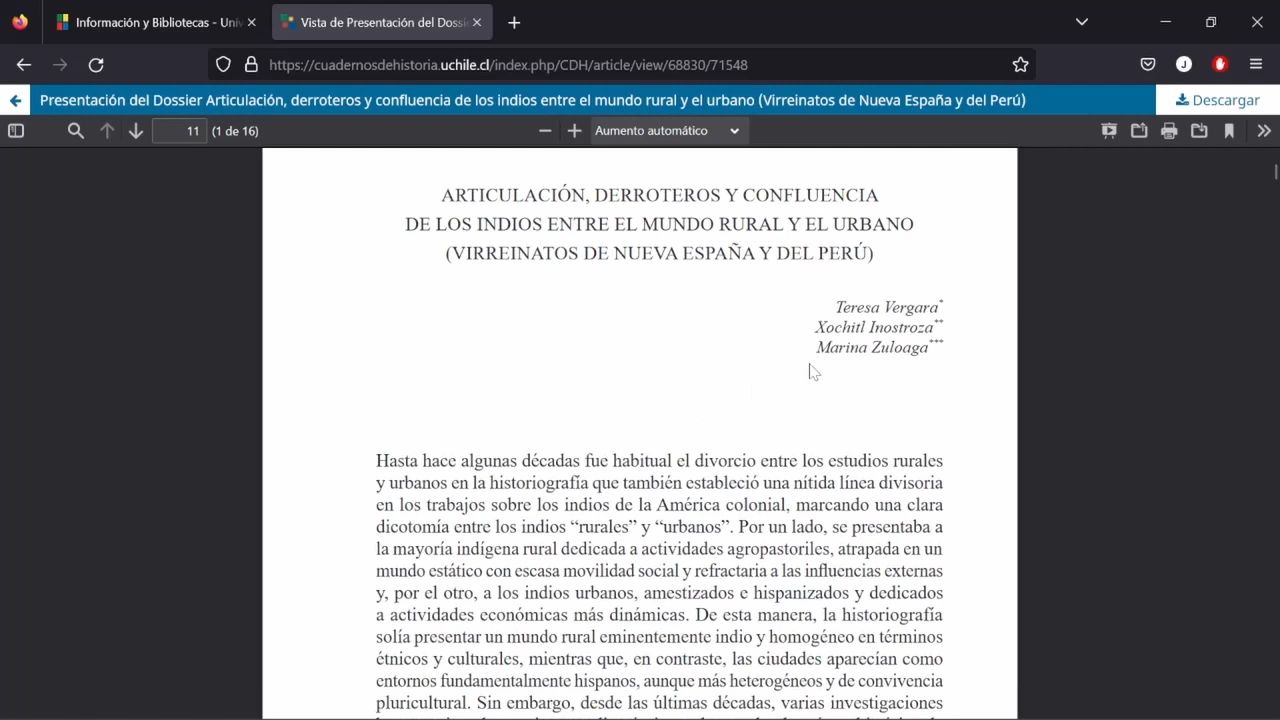 Información y Bibliotecas - Univ
Vista de Presentación del Dossie
https://cuadernosdehistoria.uchile.cl/index.php/CDH/article/view/68830/71548
J
Presentación del Dossier Articulación, derroteros y confluencia de los indios entre el mundo rural y el urbano (Virreinatos de Nueva España y del Perú)
Descargar
11 (1 de 16)
Aumento automático
ARTICULACIÓN, DERROTEROS Y CONFLUENCIA
DE LOS INDIOS ENTRE EL MUNDO RURAL Y EL URBANO
(VIRREINATOS DE NUEVA ESPAÑA Y DEL PERÚ)
Teresa Vergara*
Xochitl Inostroza**
Marina Zuloaga***
Hasta hace algunas décadas fue habitual el divorcio entre los estudios rurales
y urbanos en la historiografía que también estableció una nítida línea divisoria
en los trabajos sobre los indios de la América colonial, marcando una clara
dicotomía entre los indios “rurales” y “urbanos”. Por un lado, se presentaba a
la mayoría indígena rural dedicada a actividades agropastoriles, atrapada en un
mundo estático con escasa movilidad social y refractaria a las influencias externas
y, por el otro, a los indios urbanos, amestizados e hispanizados y dedicados
a actividades económicas más dinámicas. De esta manera, la historiografía
solía presentar un mundo rural eminentemente indio y homogéneo en términos
étnicos y culturales, mientras que, en contraste, las ciudades aparecían como
entornos fundamentalmente hispanos, aunque más heterogéneos y de convivencia
pluricultural. Sin embargo, desde las últimas décadas, varias investigaciones